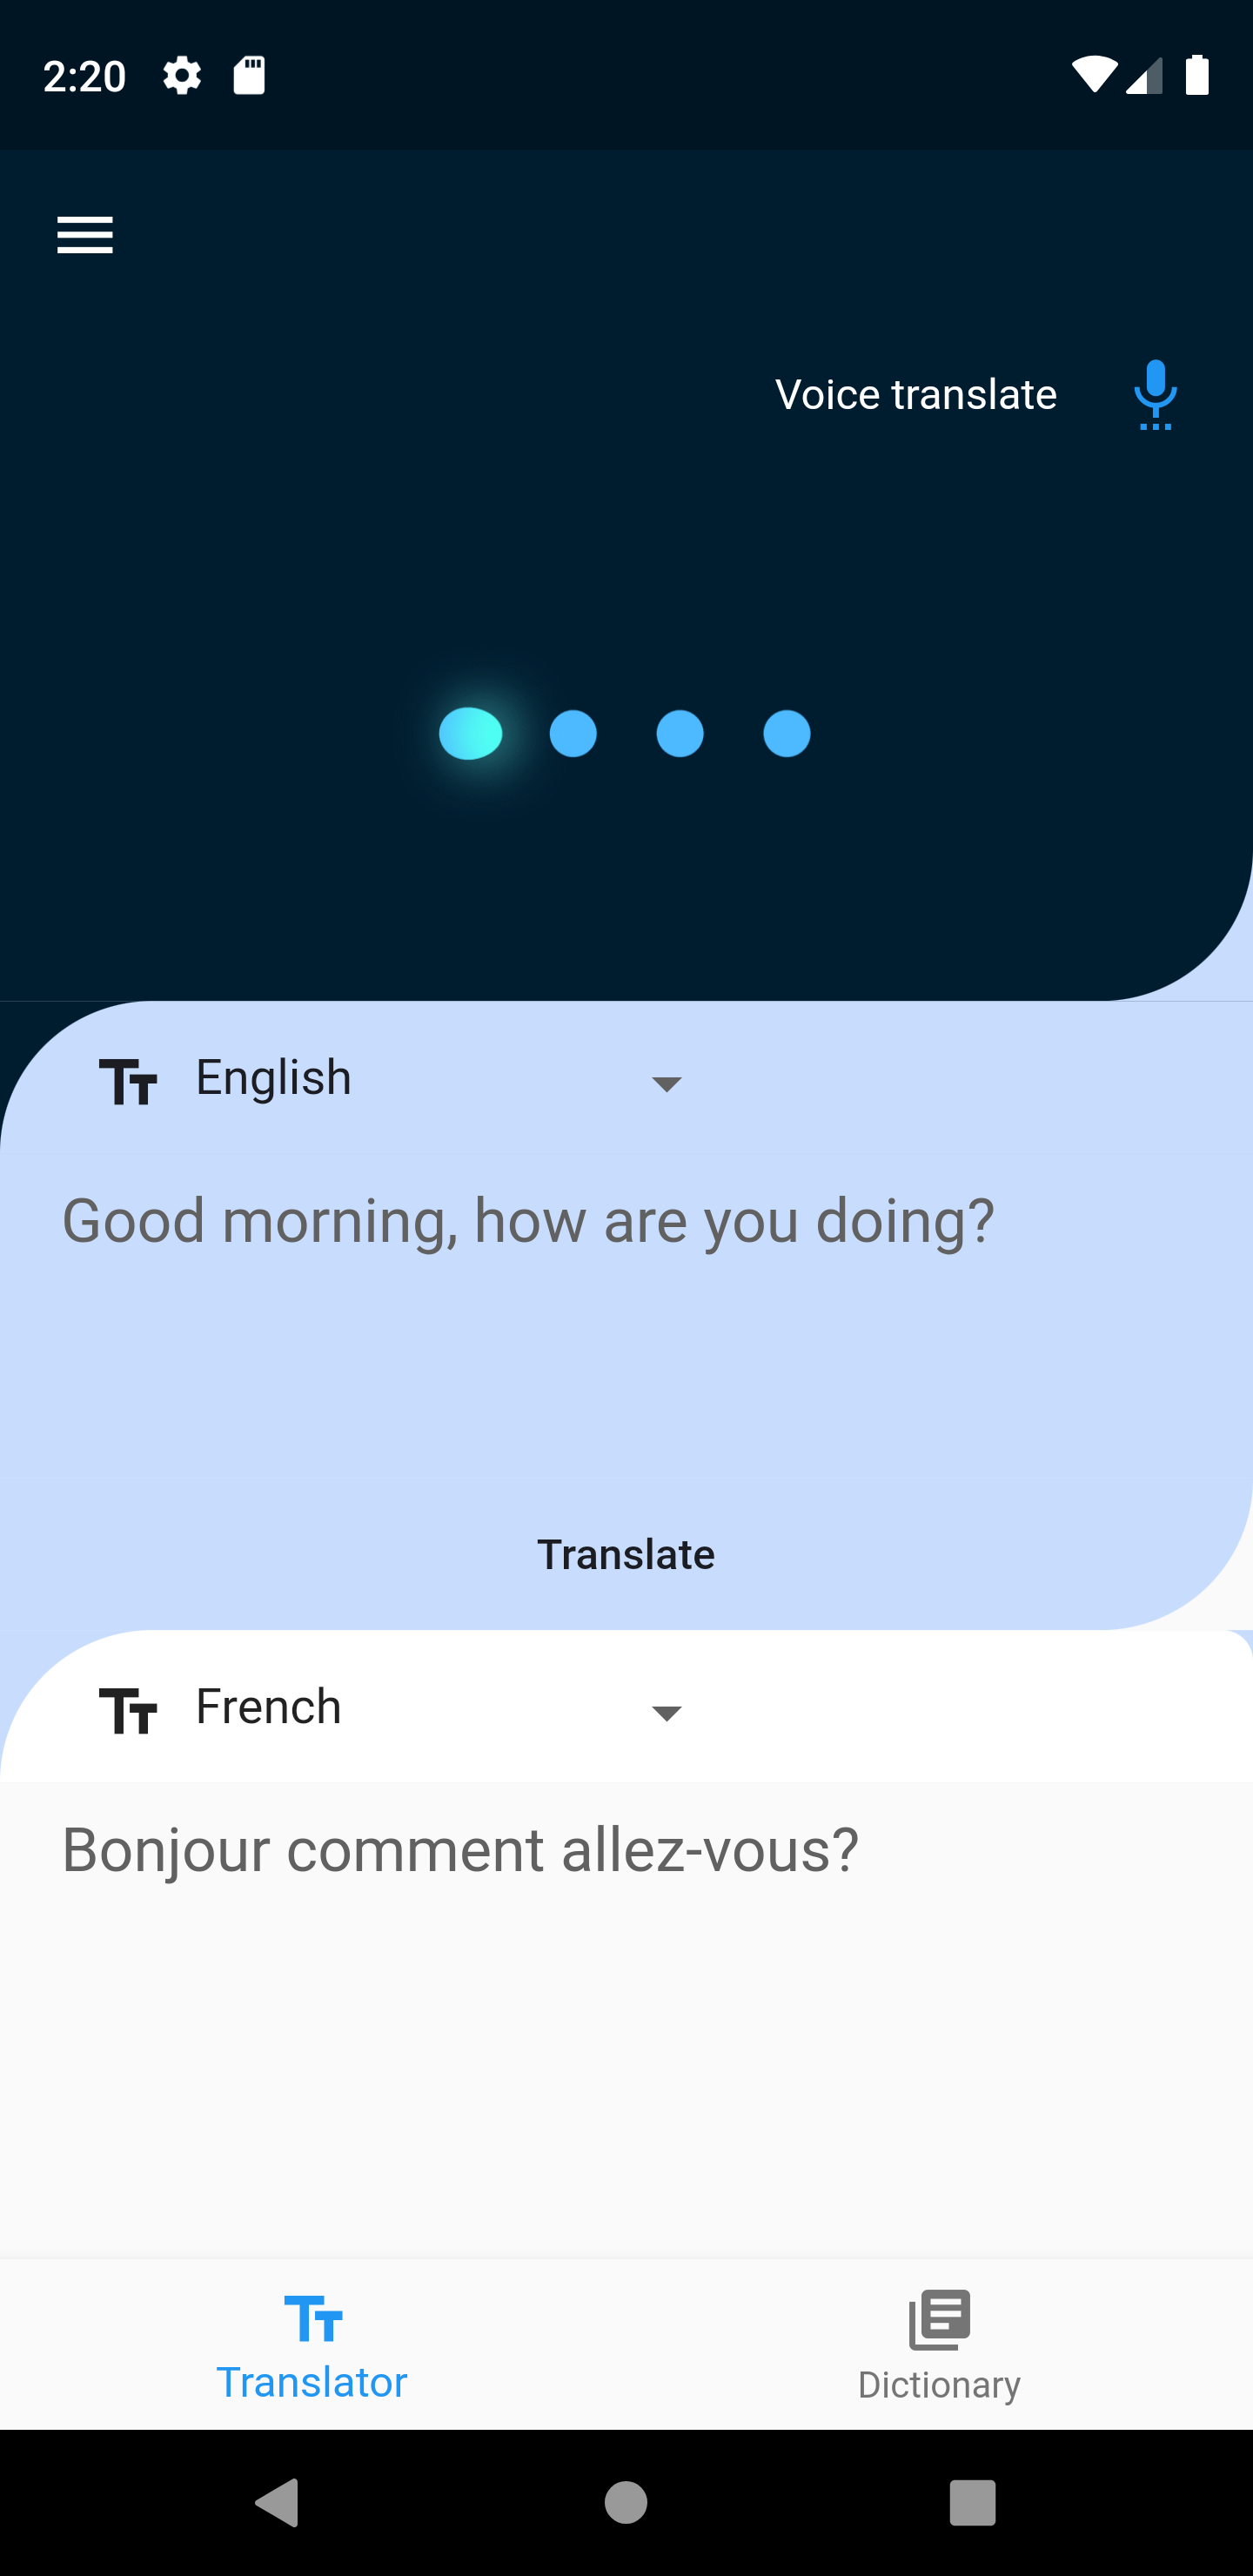 2:20
Voice translate
English
Good morning, how are you doing?
Translate
French
Bonjour comment allez-vous?
Translator
Dictionary